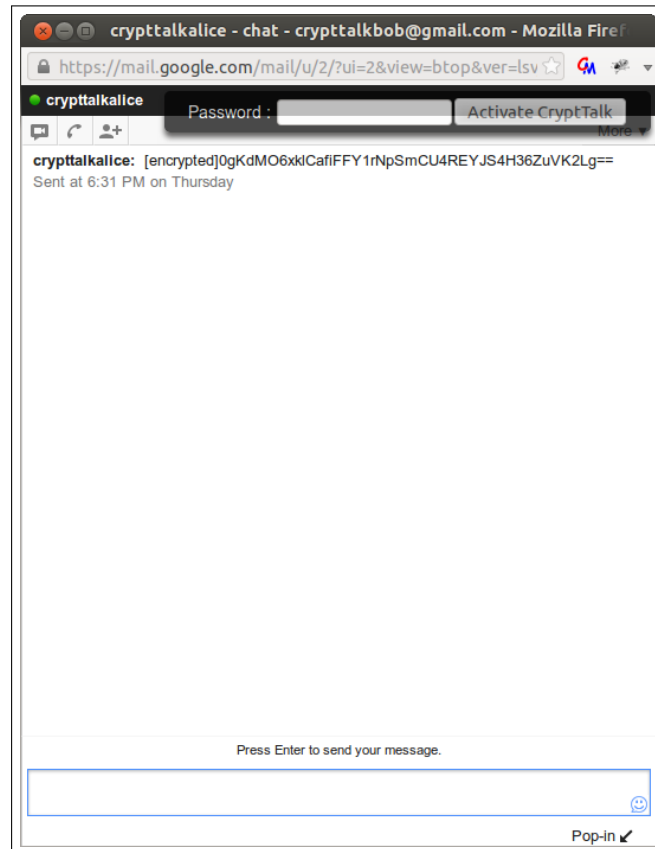 crypttalkalice - chat - crypttalkbob@gmail.com - Mozilla Firef
https://mail.google.com/mail/u/2/?ui=2&view=btop&ver=lsv
crypttalkalice
Password : Activate CryptTalk
More
crypttalkalice: [encrypted]0gKdMO6xklCafiFFY1rNpSmCU4REYJS4H36ZuVK2Lg==
Sent at 6:31 PM on Thursday
Press Enter to send your message.
Pop-in